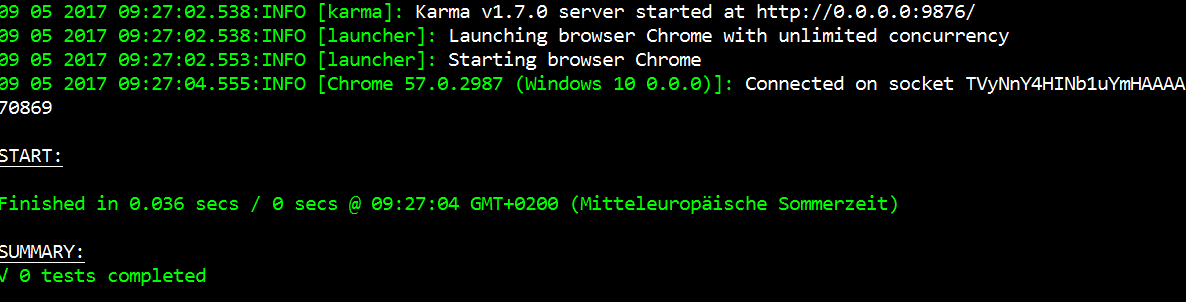 09 05 2017 09:27:02.538:INFO [karma]: Karma v1.7.0 server started at http://0.0.0.0:9876/
09 05 2017 09:27:02.538:INFO [launcher]: Launching browser Chrome with unlimited concurrency
09 05 2017 09:27:02.553:INFO [launcher]: Starting browser Chrome
09 05 2017 09:27:04.555:INFO [Chrome 57.0.2987 (Windows 10 0.0.0)]: Connected on socket TVyNnY4HINb1uYmHAAAA
70869
START:
Finished in 0.036 secs / 0 secs @ 09:27:04 GMT+0200 (Mitteleuropäische Sommerzeit)
SUMMARY:
√ 0 tests completed